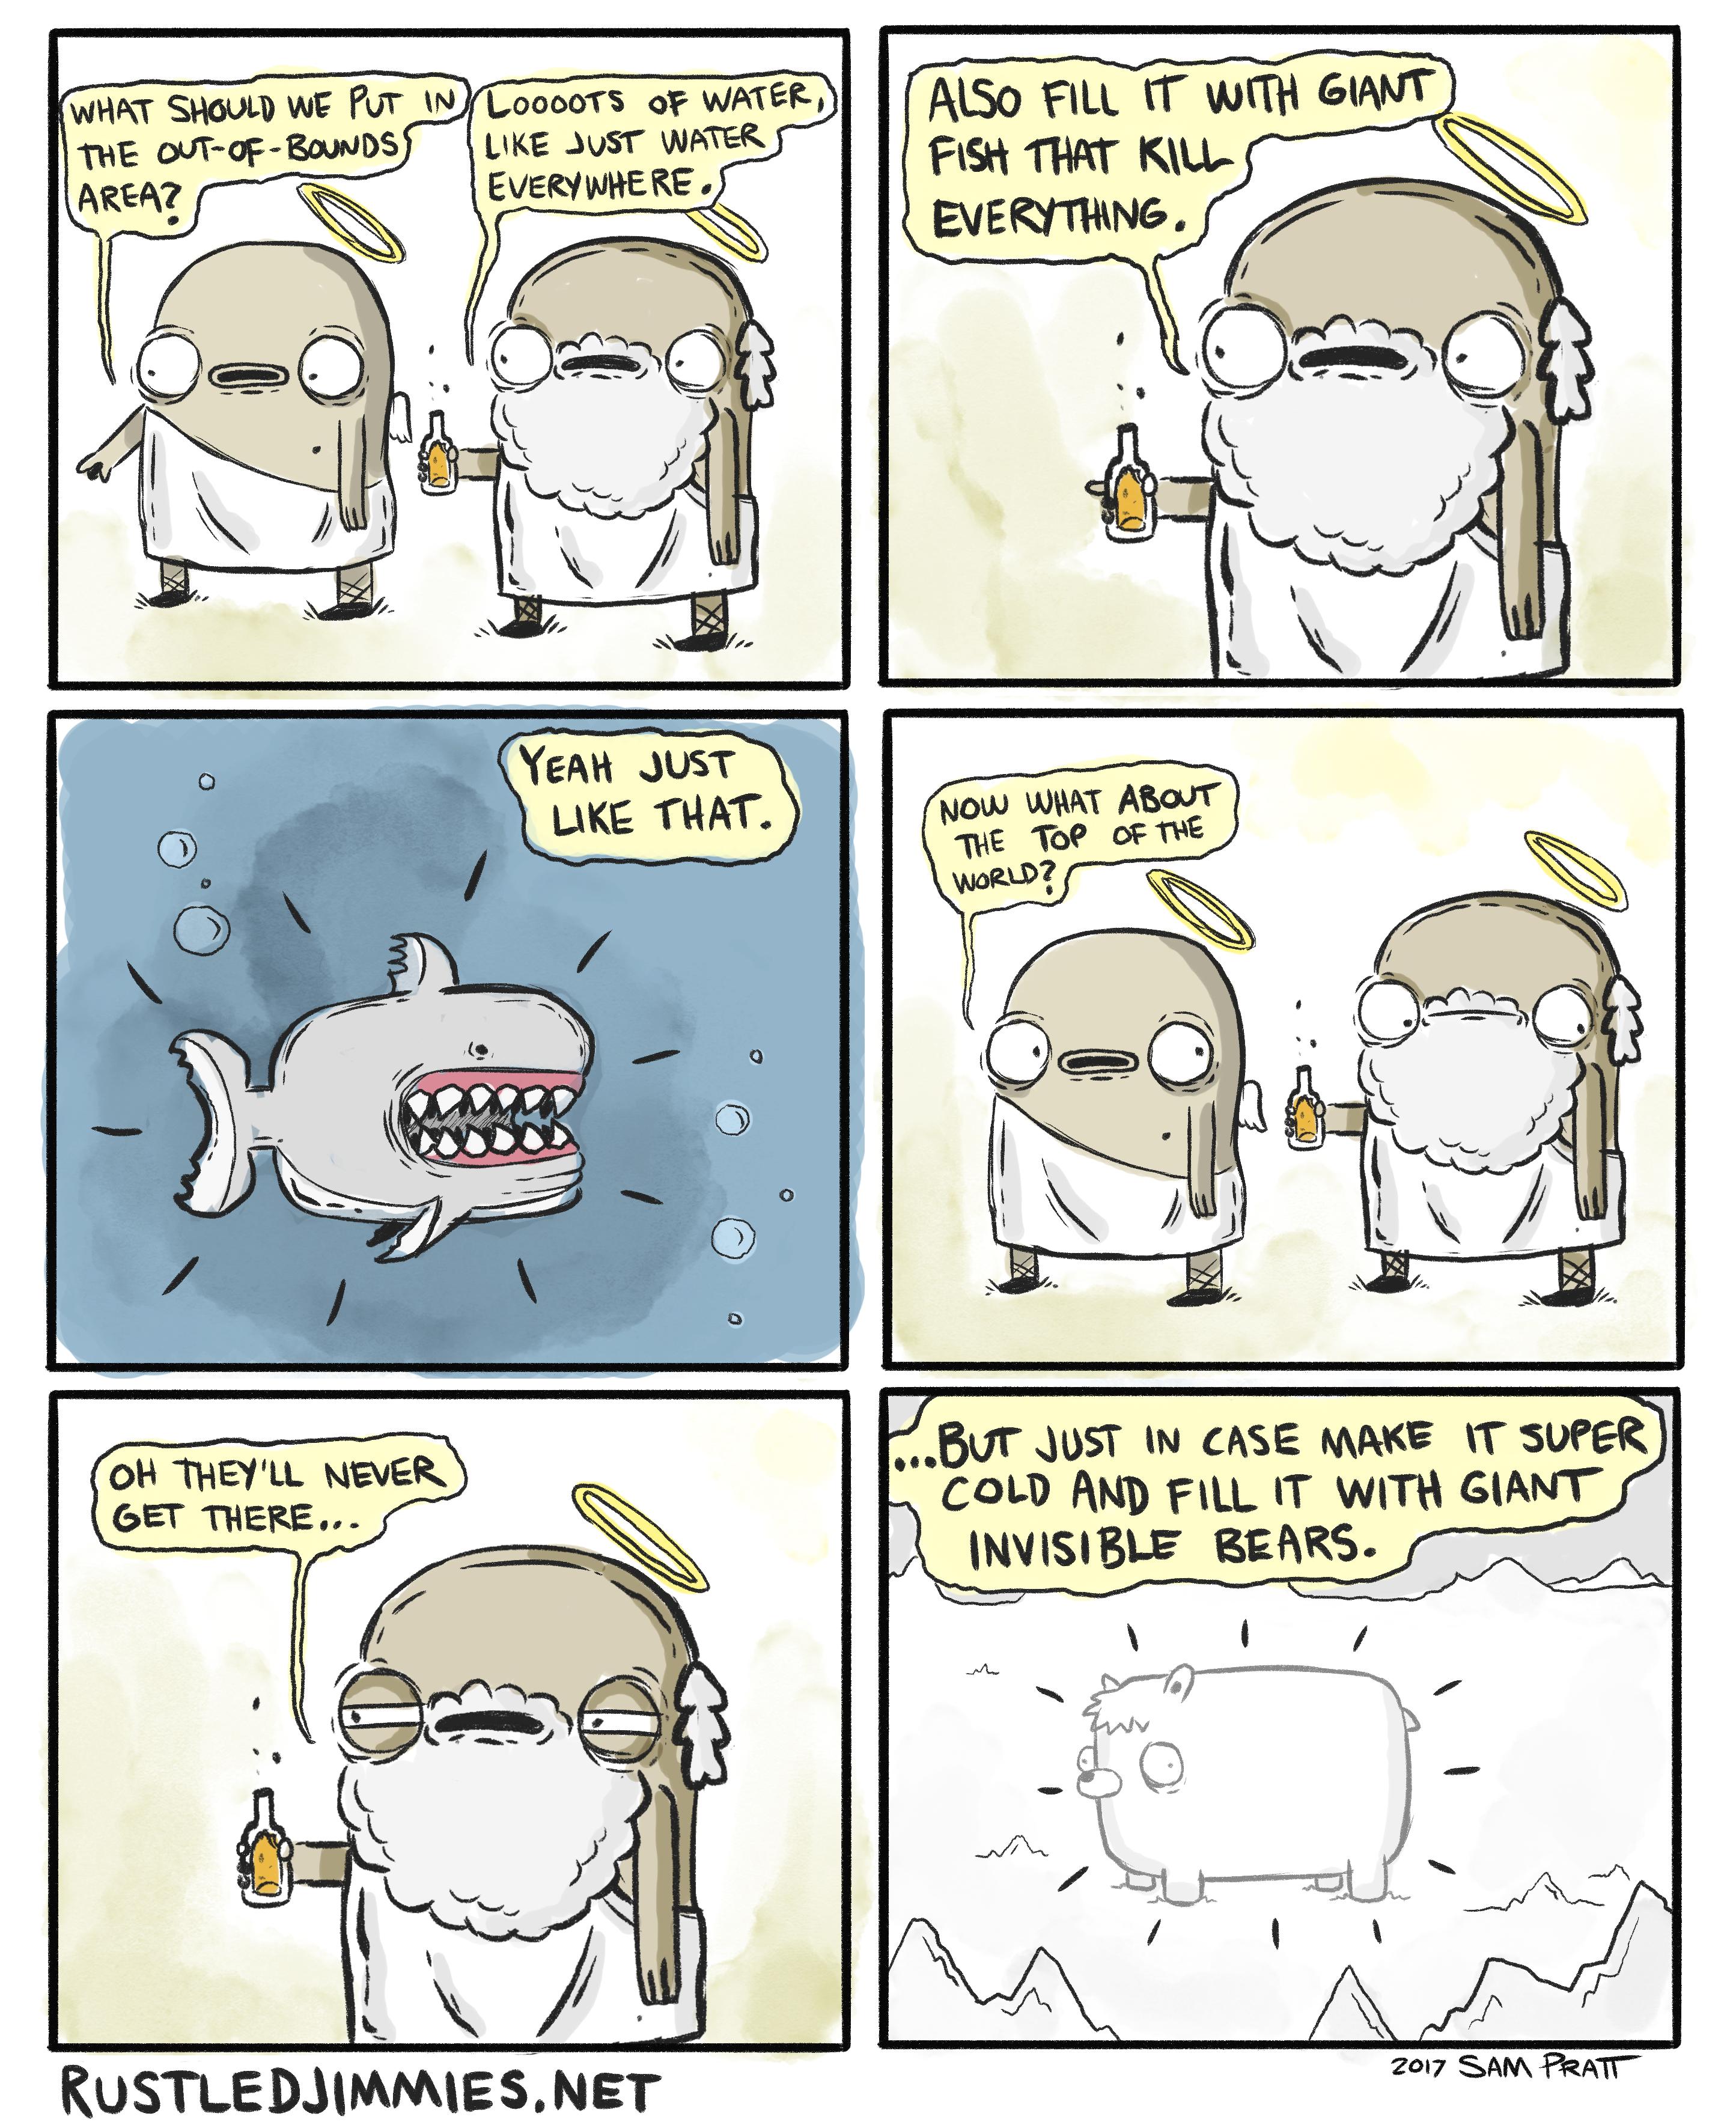 WHAT SHOULD WE PUT IN
THE OUT-OF-BOUNDS
AREA?
LOOOOTS OF WATER,
LIKE JUST WATER
EVERYWHERE.
ALSO FILL IT WITH GIANT
FISH THAT KILL
EVERYTHING.
YEAH JUST
LIKE THAT.
NOW WHAT ABOUT
THE TOP OF THE
WORLD?
OH THEY'LL NEVER
GET THERE...
...BUT JUST IN CASE MAKE IT SUPER
COLD AND FILL IT WITH GIANT
INVISIBLE BEARS.
RUSTLEDJIMMIES.NET
2017 SAM PRATT